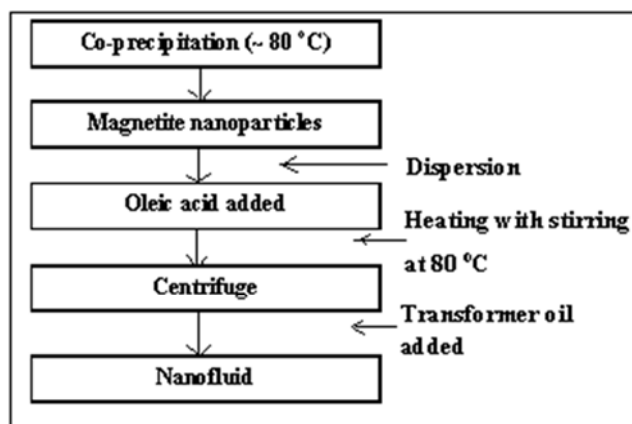 Co-precipitation (~ 80 °C)
Magnetite nanoparticles
Dispersion
Oleic acid added
Heating with stirring
at 80 °C
Centrifuge
Transformer oil
added
Nanofluid